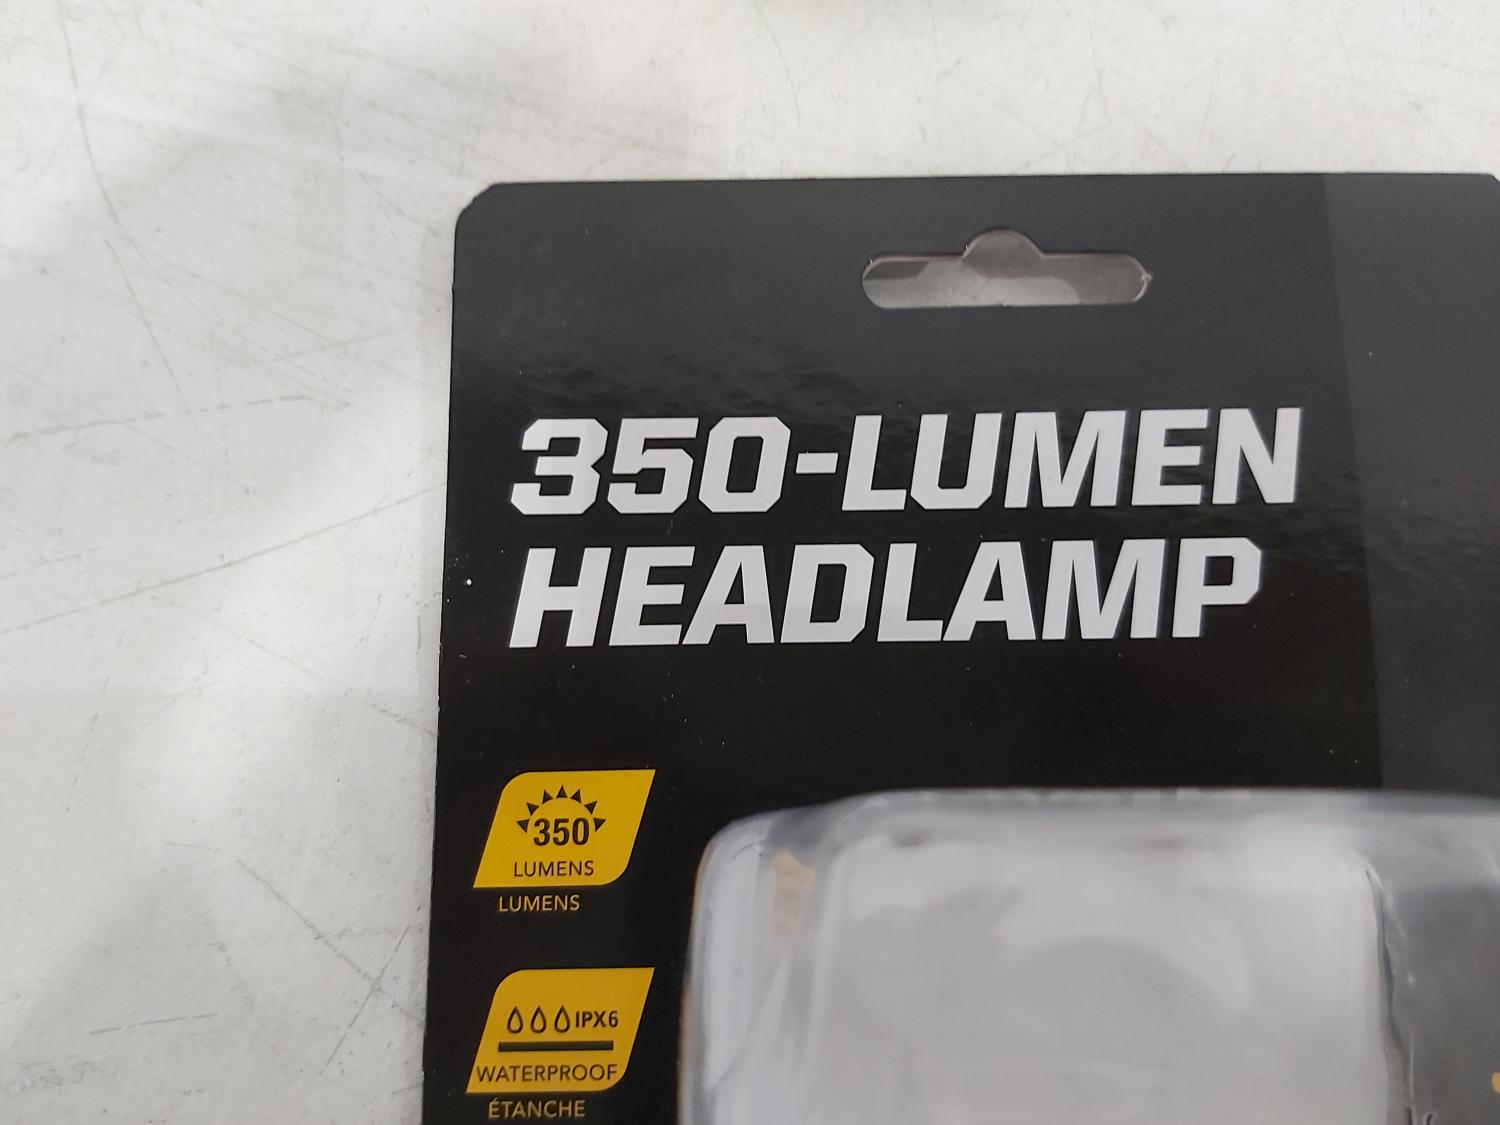 350-LUMEN
HEADLAMP
350
LUMENS
LUMENS
IPX6
WATERPROOF
ÉTANCHE